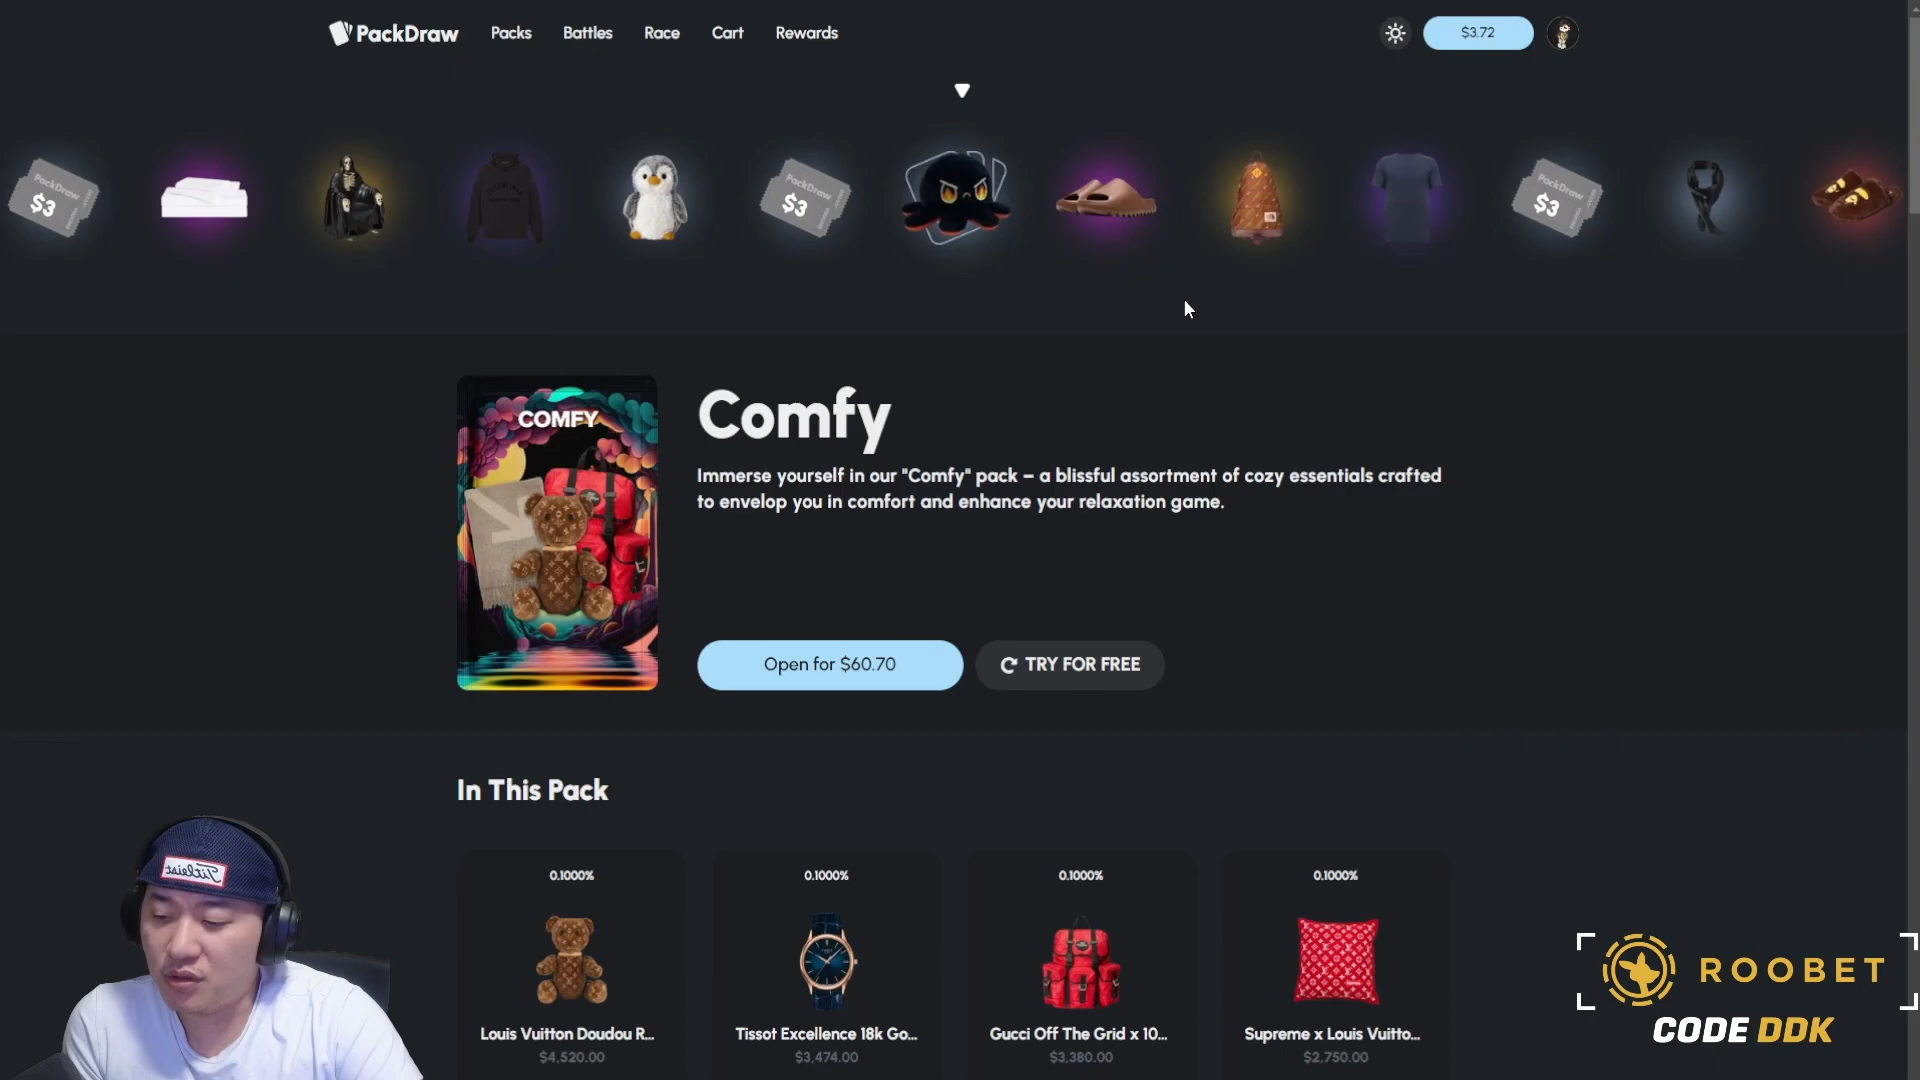 PackDraw
Packs
Battles
Race
Cart
Rewards
$3.72
PackDraw
$3
PackDraw
$3
PackDraw
$3
COMFY
Comfy
Immerse yourself in our "Comfy" pack – a blissful assortment of cozy essentials crafted
to envelop you in comfort and enhance your relaxation game.
Open for $60.70
TRY FOR FREE
In This Pack
0.1000%
0.1000%
0.1000%
0.1000%
Louis Vuitton Doudou R...
Tissot Excellence 18k Go...
Gucci Off The Grid x 10...
Supreme x Louis Vuitto...
$4,520.00
$3,474.00
$3,380.00
$2,750.00
Titleist
ROOBET
CODE DDK